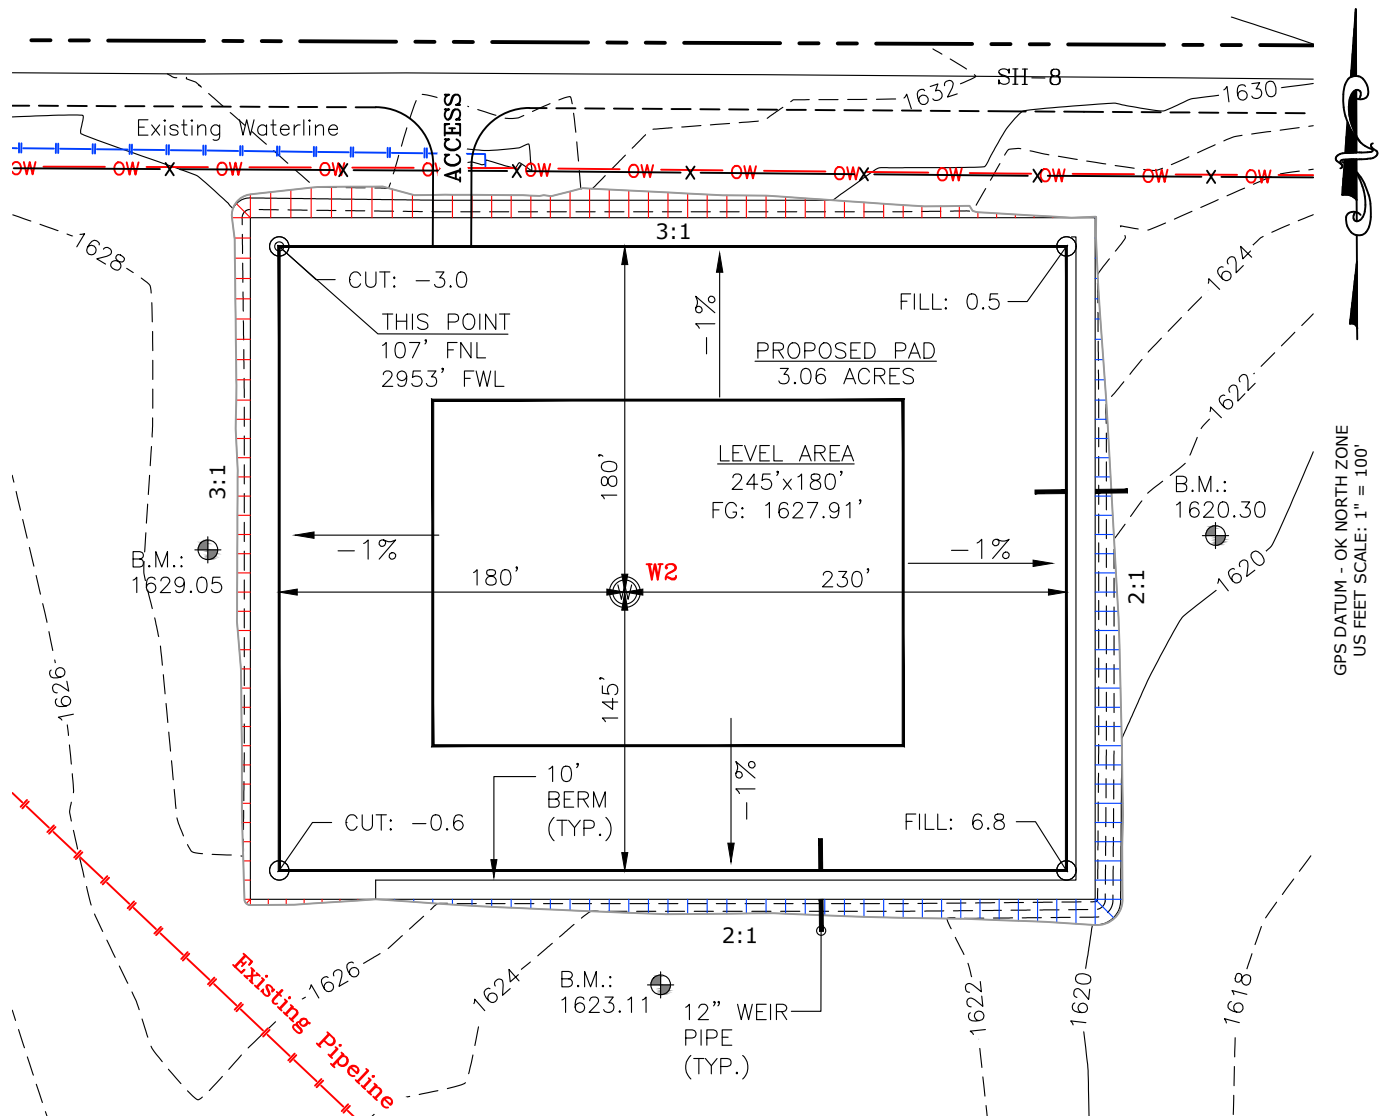 SH-8
1632
1630
Existing Waterline
ACCESS
OW
OW
OW
OW
OW
OW
OW
OW
OW
OW
OW
OW
OW
X
X
X
X
X
X
X
3:1
1628
CUT: -3.0
FILL: 0.5
1624
THIS POINT
107' FNL
2953' FWL
-1%
PROPOSED PAD
3.06 ACRES
1622
LEVEL AREA
245'x180'
FG: 1627.91'
180'
3:1
B.M.:
1620.30
GPS DATUM - OK NORTH ZONE
US FEET SCALE: 1" = 100'
-1%
-1%
B.M.:
1629.05
180'
W2
W
230'
2:1
1620
1626
145'
-1%
10'
BERM
(TYP.)
CUT: -0.6
FILL: 6.8
2:1
Existing Pipeline
1626
1624
B.M.:
1623.11
12" WEIR
PIPE
(TYP.)
1622
1620
1618